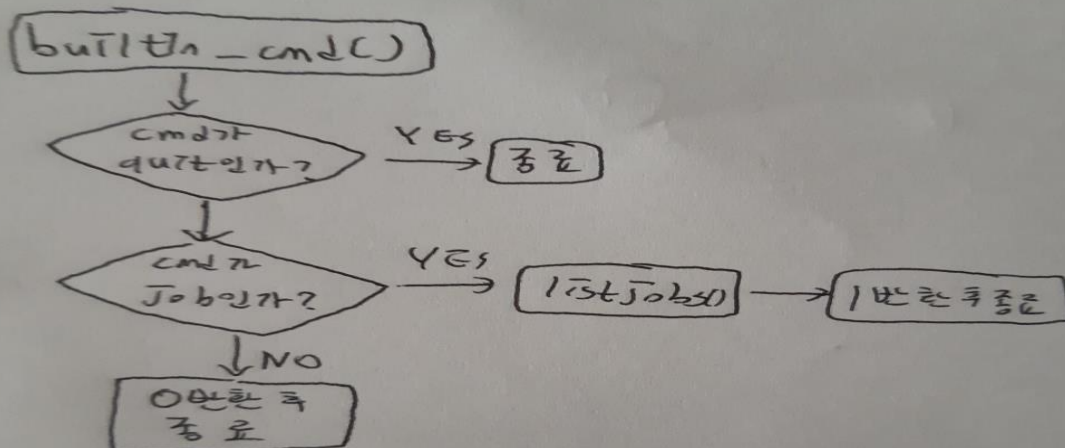 builtin_cmd()
cmd가
quit인가?
YES
종료
cmd가
Job인가?
YES
listJobs()
1반환후종료
NO
0반환 후
종료